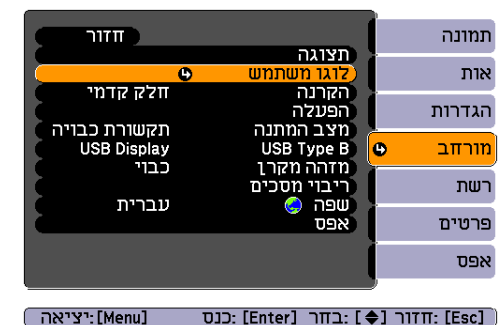 חזור
תצוגה
לוגו משתמש
הקרנה חלק קדמי
הפעלה
מצב המתנה תקשורת כבויה
USB Type B USB Display
מזהה מקרן כבוי
ריבוי מסכים
שפה עברית
אפס
תמונה
אות
הגדרות
מורחב
רשת
פרטים
אפס
[Esc] :חזור [♦] :בחר [Enter] :כנס [Menu]:יציאה